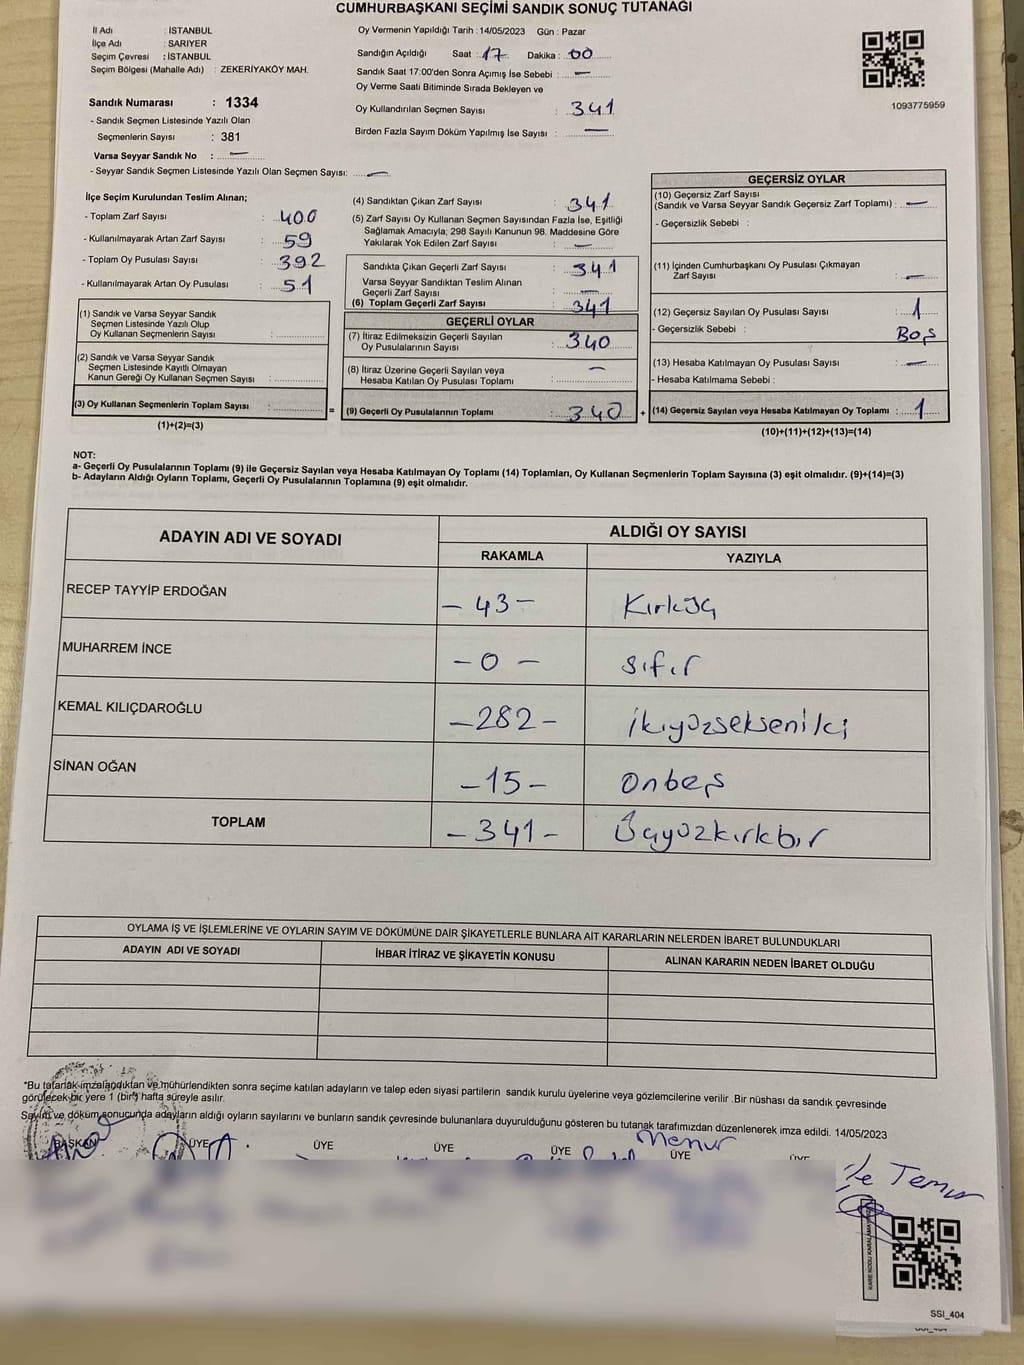 CUMHURBAŞKANI SEÇİMİ SANDIK SONUÇ TUTANAĞI
İl Adı : İSTANBUL
İlçe Adı : SARIYER
Seçim Çevresi : İSTANBUL
Seçim Bölgesi (Mahalle Adı) : ZEKERİYAKÖY MAH.
Sandık Numarası : 1334
- Sandık Seçmen Listesinde Yazılı Olan
Seçmenlerin Sayısı : 381
Varsa Seyyar Sandık No : —
- Seyyar Sandık Seçmen Listesinde Yazılı Olan Seçmen Sayısı: —
Oy Vermenin Yapıldığı Tarih : 14/05/2023 Gün : Pazar
Sandığın Açıldığı Saat : 17 Dakika : 00
Sandık Saat 17:00'den Sonra Açımış İse Sebebi : —
Oy Verme Saati Bitiminde Sırada Bekleyen ve
Oy Kullandırılan Seçmen Sayısı : 341
Birden Fazla Sayım Döküm Yapılmış İse Sayısı : —
1093775959
İlçe Seçim Kurulundan Teslim Alınan;
- Toplam Zarf Sayısı : 400
- Kullanılmayarak Artan Zarf Sayısı : 59
- Toplam Oy Pusulası Sayısı : 392
- Kullanılmayarak Artan Oy Pusulası : 51
(1) Sandık ve Varsa Seyyar Sandık
Seçmen Listesinde Yazılı Olup
Oy Kullanan Seçmenlerin Sayısı :
(2) Sandık ve Varsa Seyyar Sandık
Seçmen Listesinde Kayıtlı Olmayan
Kanun Gereği Oy Kullanan Seçmen Sayısı :
(3) Oy Kullanan Seçmenlerin Toplam Sayısı : =
(1)+(2)=(3)
(4) Sandıktan Çıkan Zarf Sayısı : 341
(5) Zarf Sayısı Oy Kullanan Seçmen Sayısından Fazla İse, Eşitliği
Sağlamak Amacıyla; 298 Sayılı Kanunun 98. Maddesine Göre
Yakılarak Yok Edilen Zarf Sayısı : —
Sandıkta Çıkan Geçerli Zarf Sayısı : 341
Varsa Seyyar Sandıktan Teslim Alınan
Geçerli Zarf Sayısı : —
(6) Toplam Geçerli Zarf Sayısı : 341
GEÇERLİ OYLAR
(7) İtiraz Edilmeksizin Geçerli Sayılan
Oy Pusulalarının Sayısı : 340
(8) İtiraz Üzerine Geçerli Sayılan veya
Hesaba Katılan Oy Pusulası Toplamı : —
(9) Geçerli Oy Pusulalarının Toplamı : 340 +
GEÇERSİZ OYLAR
(10) Geçersiz Zarf Sayısı
(Sandık ve Varsa Seyyar Sandık Geçersiz Zarf Toplamı) : —
- Geçersizlik Sebebi :
(11) İçinden Cumhurbaşkanı Oy Pusulası Çıkmayan
Zarf Sayısı : —
(12) Geçersiz Sayılan Oy Pusulası Sayısı : 1
- Geçersizlik Sebebi : Boş
(13) Hesaba Katılmayan Oy Pusulası Sayısı : —
- Hesaba Katılmama Sebebi :
(14) Geçersiz Sayılan veya Hesaba Katılmayan Oy Toplamı : 1
(10)+(11)+(12)+(13)=(14)
NOT:
a- Geçerli Oy Pusulalarının Toplamı (9) ile Geçersiz Sayılan veya Hesaba Katılmayan Oy Toplamı (14) Toplamları, Oy Kullanan Seçmenlerin Toplam Sayısına (3) eşit olmalıdır. (9)+(14)=(3)
b- Adayların Aldığı Oyların Toplamı, Geçerli Oy Pusulalarının Toplamına (9) eşit olmalıdır.
ADAYIN ADI VE SOYADI ALDIĞI OY SAYISI
RAKAMLA YAZIYLA
RECEP TAYYİP ERDOĞAN – 43 – Kırküç
MUHARREM İNCE – 0 – sıfır
KEMAL KILIÇDAROĞLU – 282 – ikiyüzsekseniki
SİNAN OĞAN – 15 – onbeş
TOPLAM – 341 – Üçyüzkırkbir
OYLAMA İŞ VE İŞLEMLERİNE VE OYLARIN SAYIM VE DÖKÜMÜNE DAİR ŞİKAYETLERLE BUNLARA AİT KARARLARIN NELERDEN İBARET BULUNDUKLARI
ADAYIN ADI VE SOYADI İHBAR İTİRAZ VE ŞİKAYETİN KONUSU ALINAN KARARIN NEDEN İBARET OLDUĞU
*Bu tutanak imzalandıktan ve mühürlendikten sonra seçime katılan adayların ve talep eden siyasi partilerin sandık kurulu üyelerine veya gözlemcilerine verilir .Bir nüshası da sandık çevresinde
görülecek bir yere 1 (bir) hafta süreyle asılır.
Sayım ve döküm sonucunda adayların aldığı oyların sayılarını ve bunların sandık çevresinde bulunanlara duyurulduğunu gösteren bu tutanak tarafımızdan düzenlenerek imza edildi. 14/05/2023
BAŞKAN ÜYE ÜYE ÜYE ÜYE ÜYE
Memur
KARE KODU KARALAMAYINIZ
SSI_404